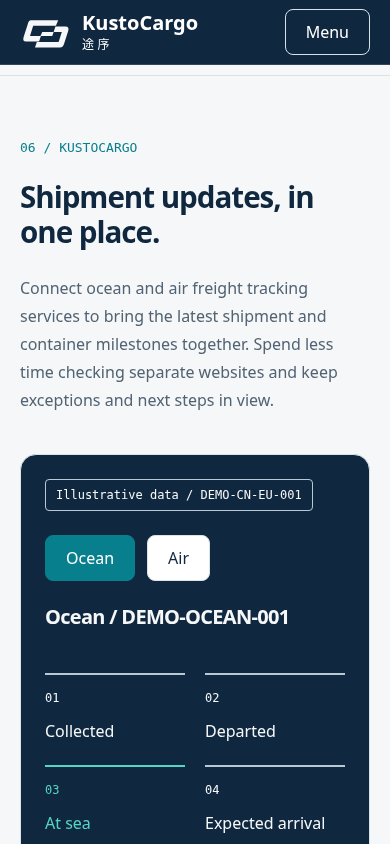 KustoCargo
途序
Menu
06 / KUSTOCARGO
Shipment updates, in
one place.
Connect ocean and air freight tracking
services to bring the latest shipment and
container milestones together. Spend less
time checking separate websites and keep
exceptions and next steps in view.
Illustrative data / DEMO-CN-EU-001
Ocean
Air
Ocean / DEMO-OCEAN-001
01
02
Collected
Departed
03
04
At sea
Expected arrival